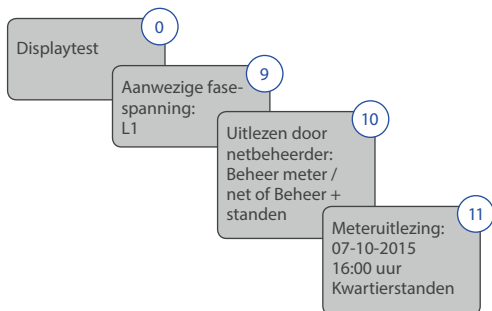 0
Displaytest
9
Aanwezige fase-
spanning:
L1
10
Uitlezen door
netbeheerder:
Beheer meter /
net of Beheer +
standen
11
Meteruitlezing:
07-10-2015
16:00 uur
Kwartierstanden